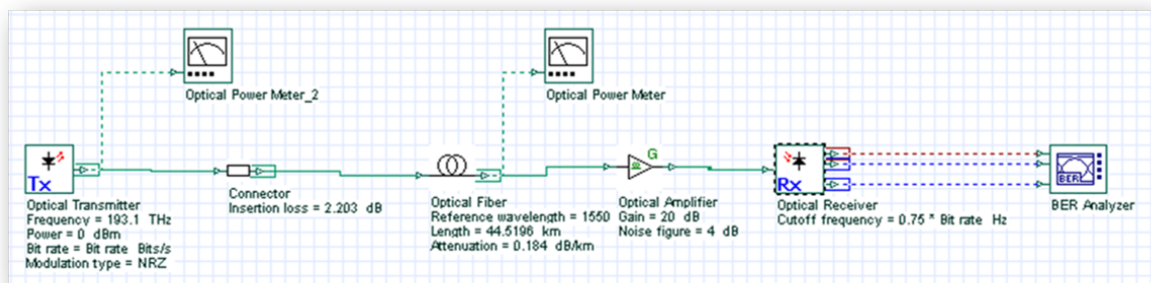 Optical Power Meter_2
Optical Power Meter
Tx
G
Rx
BER
Optical Transmitter
Frequency = 193.1 THz
Power = 0 dBm
Bit rate = Bit rate Bits/s
Modulation type = NRZ
Connector
Insertion loss = 2.203 dB
Optical Fiber
Reference wavelength = 1550
Length = 44.5196 km
Attenuation = 0.184 dB/km
Optical Amplifier
Gain = 20 dB
Noise figure = 4 dB
Optical Receiver
Cutoff frequency = 0.75 * Bit rate Hz
BER Analyzer